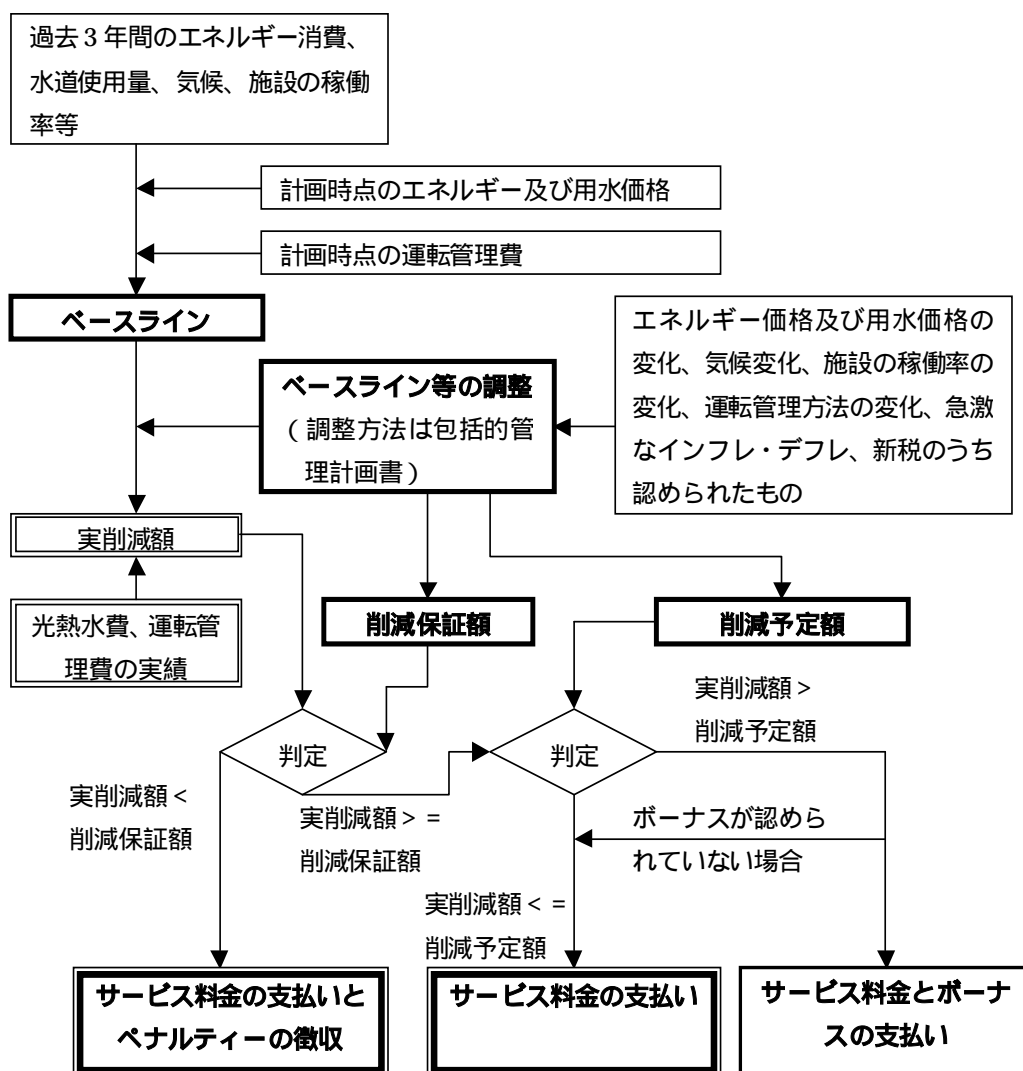 過去３年間のエネルギー消費、
水道使用量、気候、施設の稼働
率等
計画時点のエネルギー及び用水価格
計画時点の運転管理費
ベースライン
エネルギー価格及び用水価格の
変化、気候変化、施設の稼働率の
変化、運転管理方法の変化、急激
なインフレ・デフレ、新税のうち
認められたもの
ベースライン等の調整
（調整方法は包括的管
理計画書）
実削減額
光熱水費、運転管
理費の実績
削減保証額
削減予定額
実削減額＞
削減予定額
判定
判定
実削減額＜
削減保証額
実削減額＞＝
削減保証額
ボーナスが認めら
れていない場合
実削減額＜＝
削減予定額
サービス料金の支払いと
ペナルティーの徴収
サービス料金の支払い
サービス料金とボーナ
スの支払い